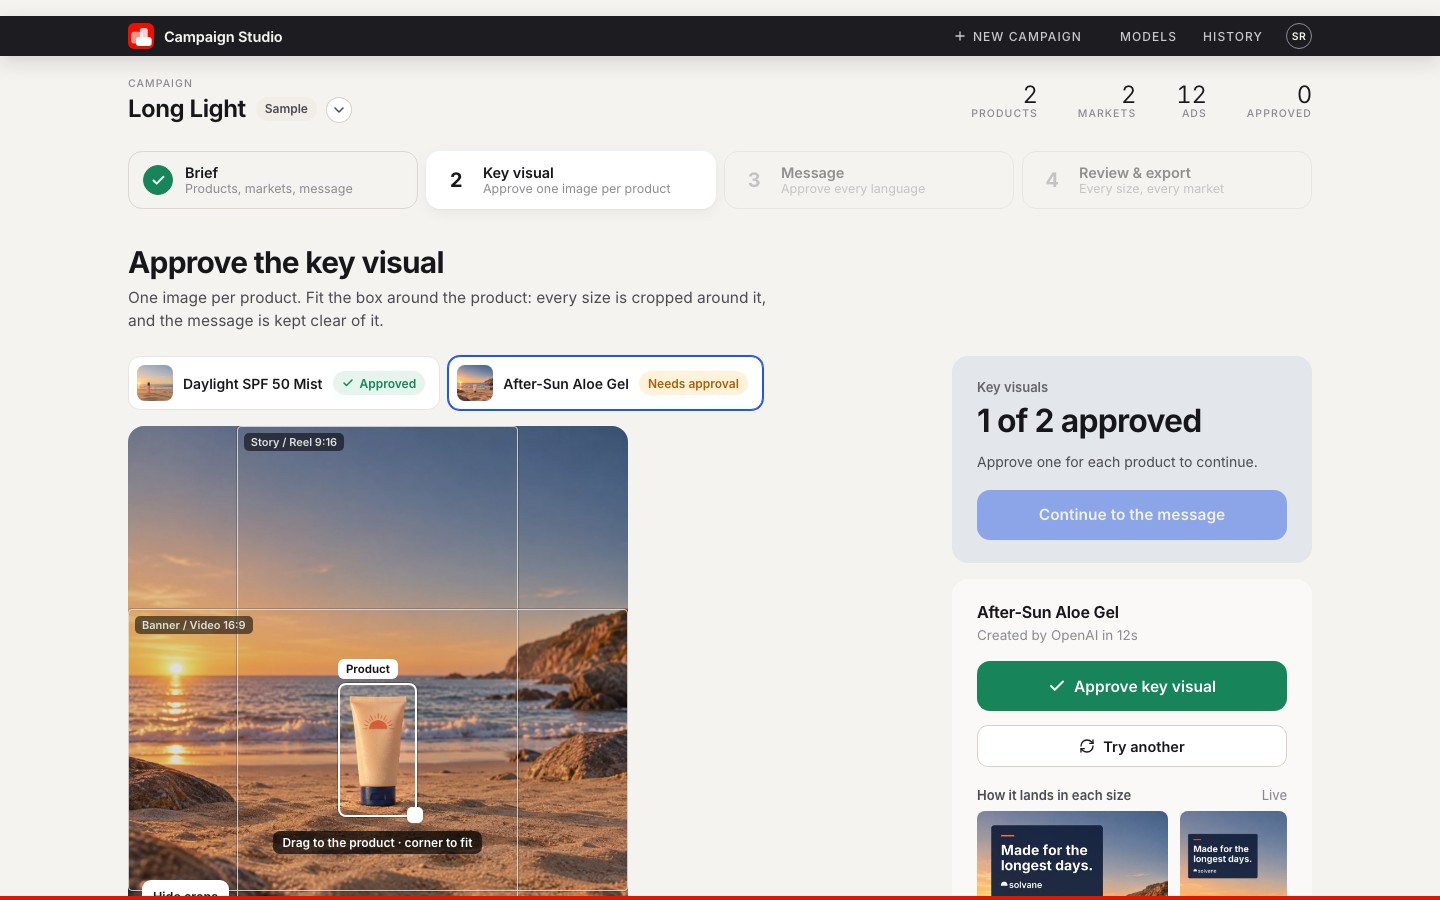 Campaign Studio
NEW CAMPAIGN
MODELS
HISTORY
SR
CAMPAIGN
Long Light
Sample
2
PRODUCTS
2
MARKETS
12
ADS
0
APPROVED
Brief
Products, markets, message
2
Key visual
Approve one image per product
3
Message
Approve every language
4
Review & export
Every size, every market
Approve the key visual
One image per product. Fit the box around the product: every size is cropped around it,
and the message is kept clear of it.
Daylight SPF 50 Mist
Approved
After-Sun Aloe Gel
Needs approval
Story / Reel 9:16
Banner / Video 16:9
Product
Drag to the product · corner to fit
Hide crops
Key visuals
1 of 2 approved
Approve one for each product to continue.
Continue to the message
After-Sun Aloe Gel
Created by OpenAI in 12s
Approve key visual
Try another
How it lands in each size
Live
Made for the
longest days.
solvane
Made for the
longest days.
solvane